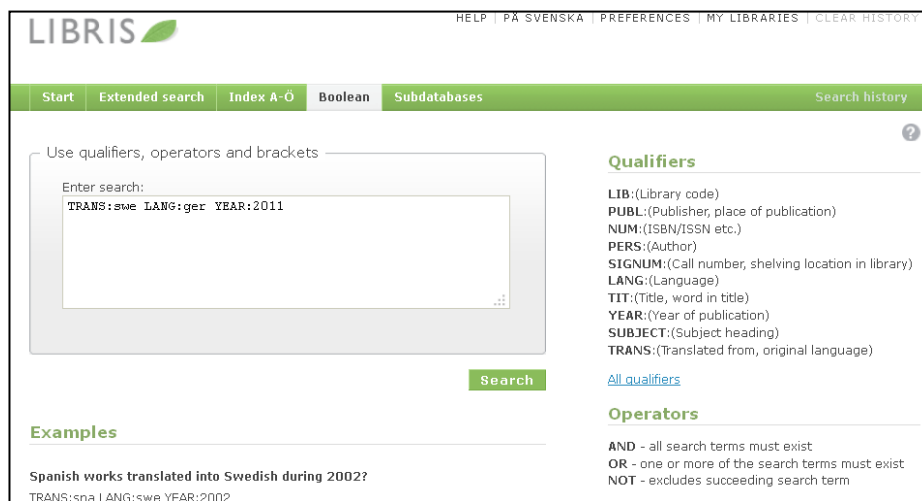 LIBRIS
HELP | PÅ SVENSKA | PREFERENCES | MY LIBRARIES | CLEAR HISTORY
Start Extended search Index A-Ö Boolean Subdatabases Search history
Use qualifiers, operators and brackets
Enter search:
TRANS:swe LANG:ger YEAR:2011
Search
Examples
Spanish works translated into Swedish during 2002?
TRANS:spa LANG:swe YEAR:2002
?
Qualifiers
LIB:(Library code)
PUBL:(Publisher, place of publication)
NUM:(ISBN/ISSN etc.)
PERS:(Author)
SIGNUM:(Call number, shelving location in library)
LANG:(Language)
TIT:(Title, word in title)
YEAR:(Year of publication)
SUBJECT:(Subject heading)
TRANS:(Translated from, original language)
All qualifiers
Operators
AND - all search terms must exist
OR - one or more of the search terms must exist
NOT - excludes succeeding search term